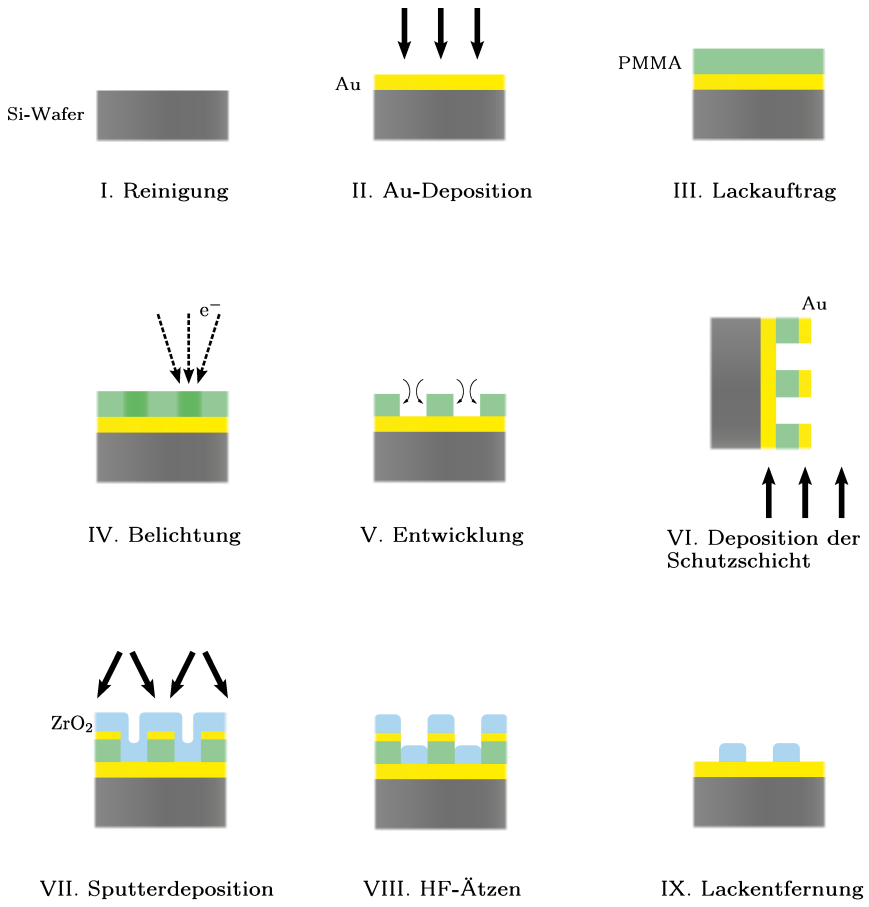 Si-Wafer
I. Reinigung
Au
II. Au-Deposition
PMMA
III. Lackauftrag
e⁻
IV. Belichtung
V. Entwicklung
Au
VI. Deposition der
Schutzschicht
ZrO₂
VII. Sputterdeposition
VIII. HF-Ätzen
IX. Lackentfernung